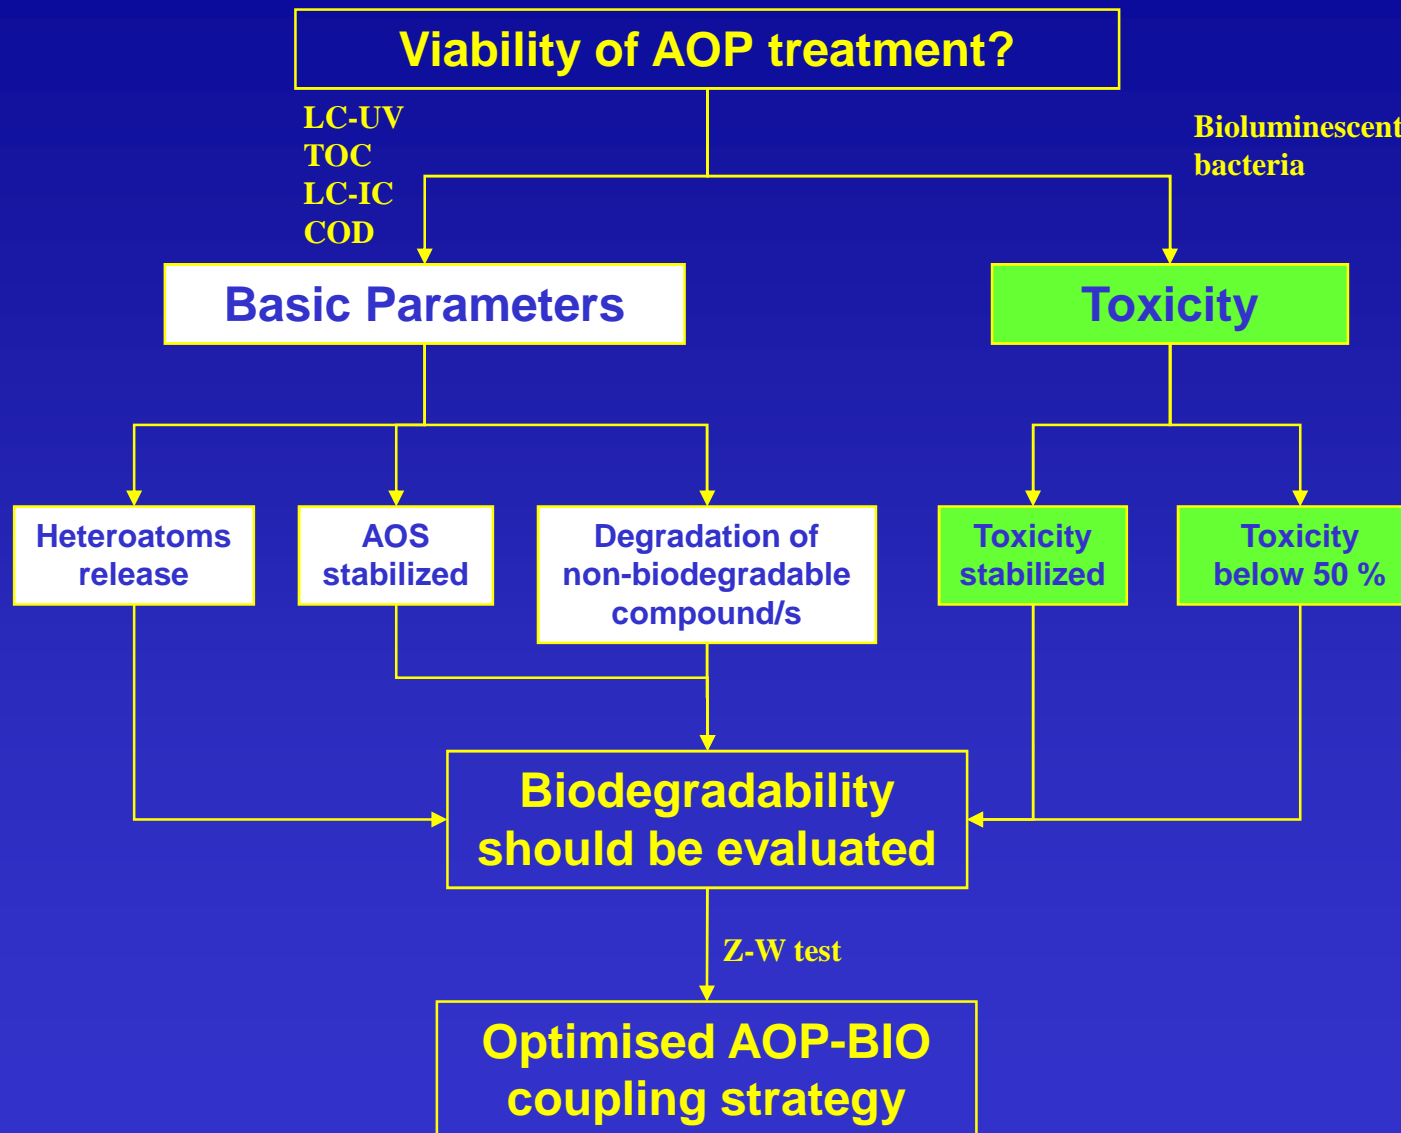 Viability of AOP treatment?
LC-UV
TOC
LC-IC
COD
Bioluminescent
bacteria
Basic Parameters
Toxicity
Heteroatoms
release
AOS
stabilized
Degradation of
non-biodegradable
compound/s
Toxicity
stabilized
Toxicity
below 50 %
Biodegradability
should be evaluated
Z-W test
Optimised AOP-BIO
coupling strategy